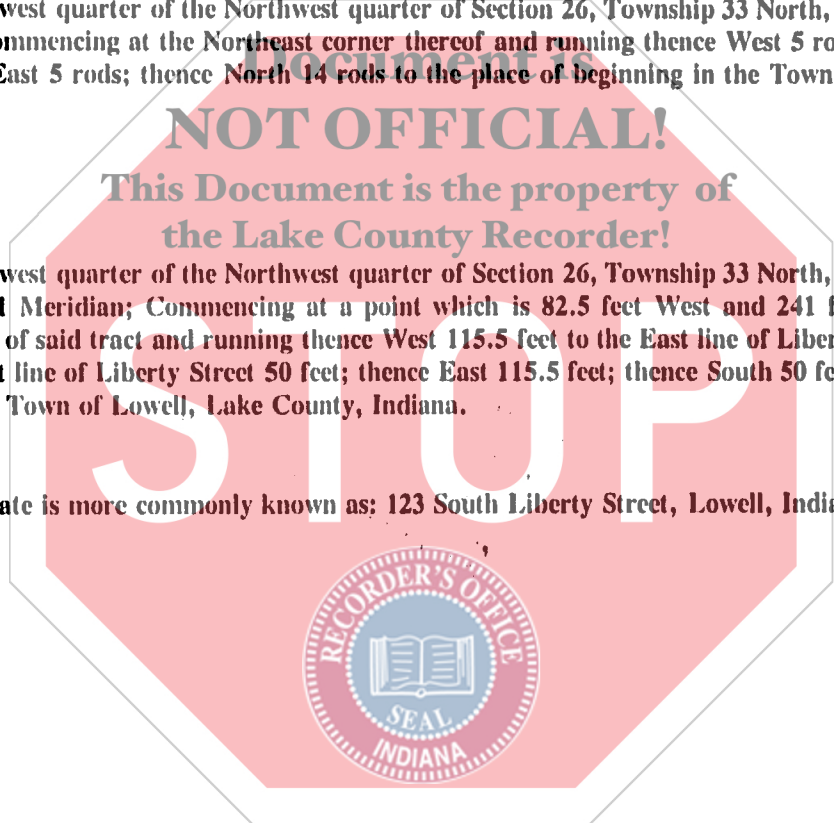 west quarter of the Northwest quarter of Section 26, Township 33 North,
ommencing at the Northeast corner thereof and running thence West 5 ro
East 5 rods; thence North 14 rods to the place of beginning in the Town
Document is
NOT OFFICIAL!
This Document is the property of
the Lake County Recorder!
west quarter of the Northwest quarter of Section 26, Township 33 North,
t Meridian; Commencing at a point which is 82.5 feet West and 241 f
of said tract and running thence West 115.5 feet to the East line of Liber
t line of Liberty Street 50 feet; thence East 115.5 feet; thence South 50 fe
Town of Lowell, Lake County, Indiana.
STOP
ate is more commonly known as: 123 South Liberty Street, Lowell, India
RECORDER'S OFFICE
SEAL
INDIANA